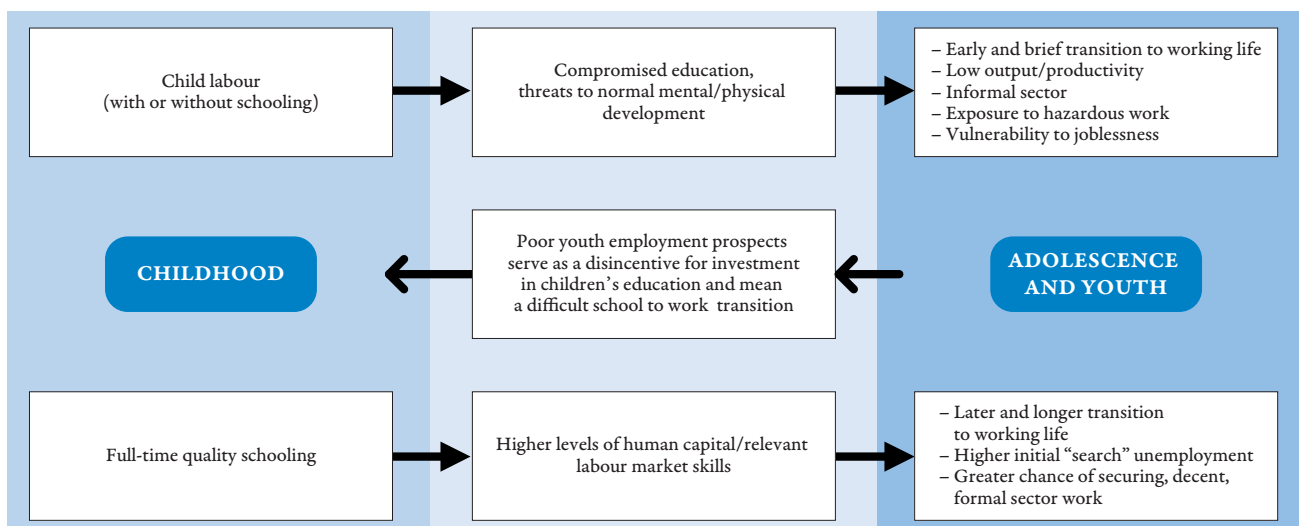 Child labour
(with or without schooling)
Compromised education,
threats to normal mental/physical
development
– Early and brief transition to working life
– Low output/productivity
– Informal sector
– Exposure to hazardous work
– Vulnerability to joblessness
CHILDHOOD
Poor youth employment prospects
serve as a disincentive for investment
in children’s education and mean
a difficult school to work transition
ADOLESCENCE
AND YOUTH
Full-time quality schooling
Higher levels of human capital/relevant
labour market skills
– Later and longer transition
to working life
– Higher initial “search” unemployment
– Greater chance of securing, decent,
formal sector work